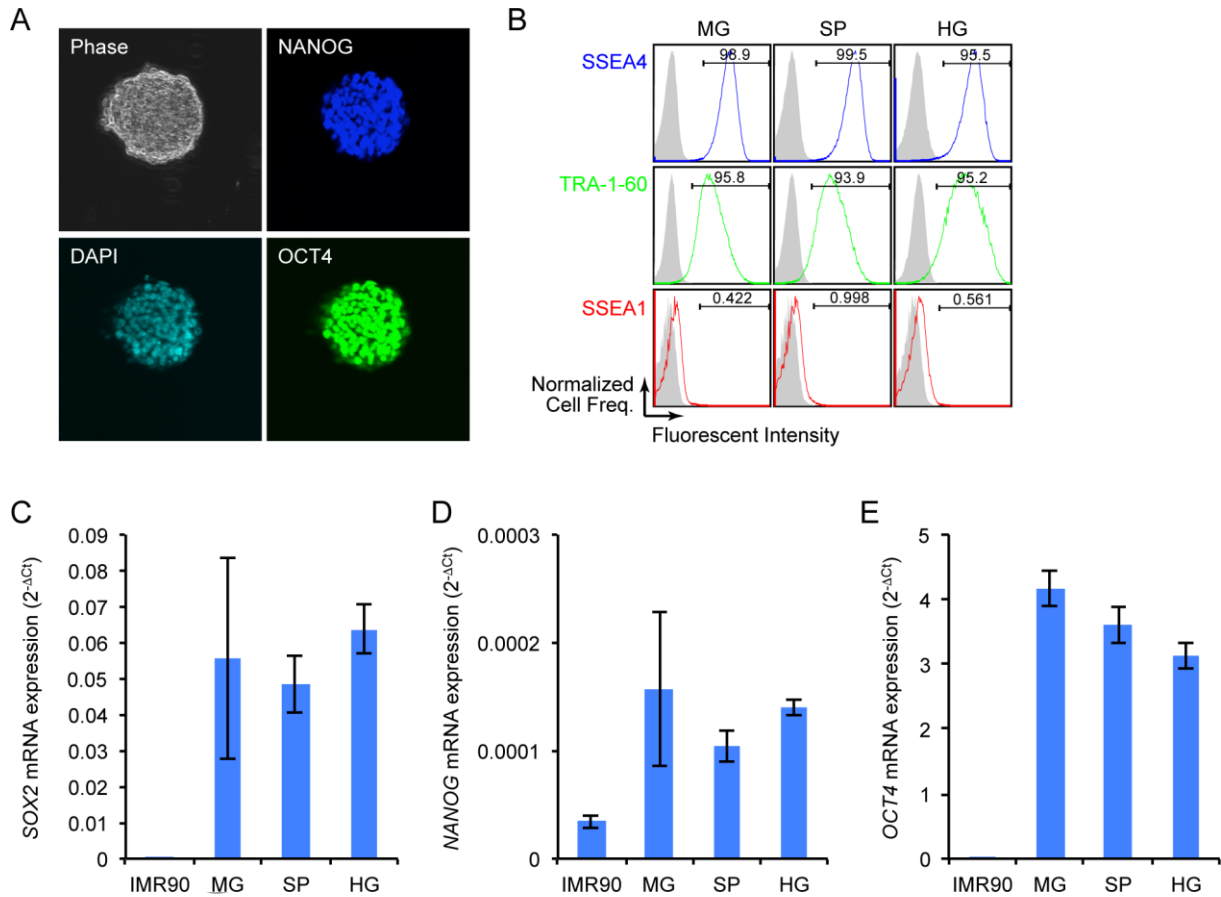 A
Phase
NANOG
DAPI
OCT4
B
MG SP HG
SSEA4
98.9 99.5 95.5
TRA-1-60
95.8 93.9 95.2
SSEA1
0.422 0.998 0.561
Normalized
Cell Freq.
Fluorescent Intensity
C
SOX2 mRNA expression (2-ΔCt)
0.09
0.08
0.07
0.06
0.05
0.04
0.03
0.02
0.01
0
IMR90 MG SP HG
D
NANOG mRNA expression (2-ΔCt)
0.0003
0.0002
0.0001
0
IMR90 MG SP HG
E
OCT4 mRNA expression (2-ΔCt)
5
4
3
2
1
0
IMR90 MG SP HG